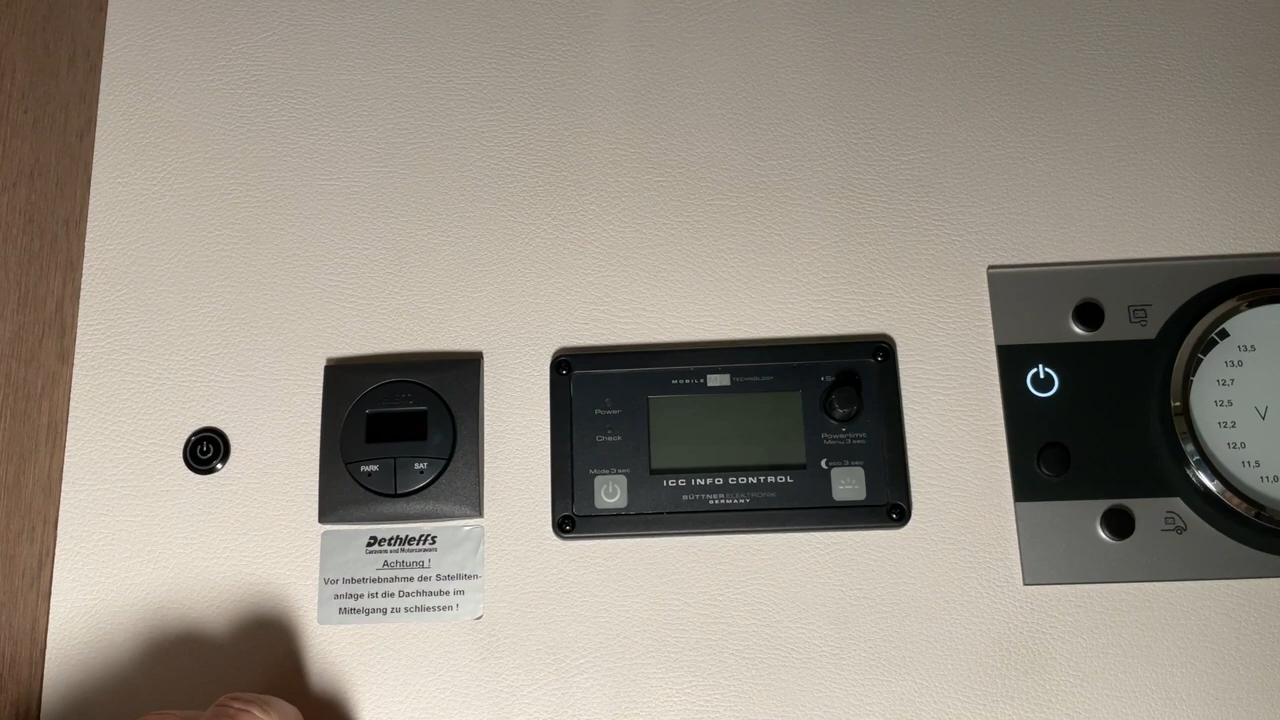 PARK
SAT
Dethleffs
Caravans und Motorcaravans
Achtung !
Vor Inbetriebnahme der Satelliten-
anlage ist die Dachhaube im
Mittelgang zu schliessen !
MOBILE TECHNOLOGY
Power
Check
Mode 3 sec
Powerlimit
Menu 3 sec
eco 3 sec
ICC INFO CONTROL
BÜTTNER ELEKTRONIK
GERMANY
13,5
13,0
12,7
12,5
12,2
12,0
11,5
11,0
V